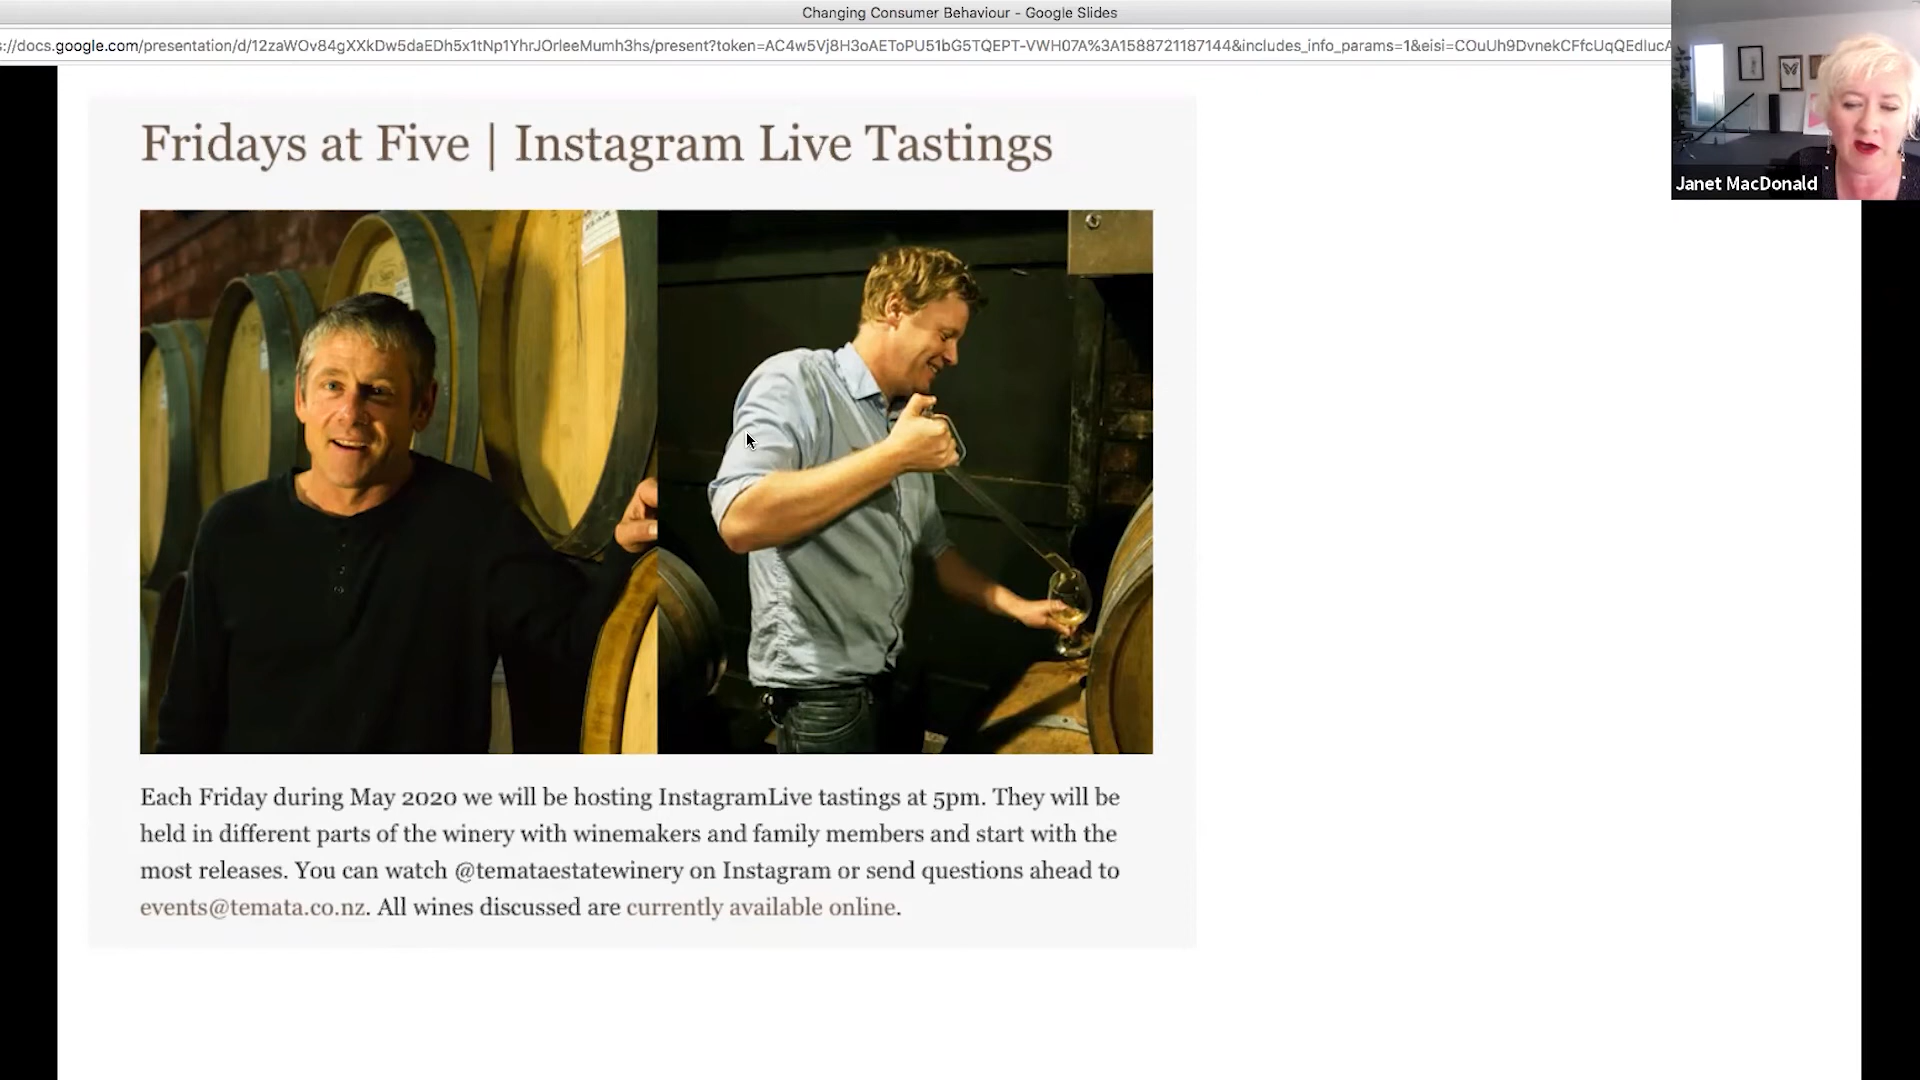 Changing Consumer Behaviour - Google Slides
://docs.google.com/presentation/d/12zaWOv84gXXkDw5daEDh5x1tNp1YhrJOrleeMumh3hs/present?token=AC4w5Vj8H3oAEToPU51bG5TQEPT-VWH07A%3A1588721187144&includes_info_params=1&eisi=COuUh9DvnekCFfcUqQEdIucA
Janet MacDonald
Fridays at Five | Instagram Live Tastings
Each Friday during May 2020 we will be hosting InstagramLive tastings at 5pm. They will be
held in different parts of the winery with winemakers and family members and start with the
most releases. You can watch @temataestatewinery on Instagram or send questions ahead to
events@temata.co.nz. All wines discussed are currently available online.